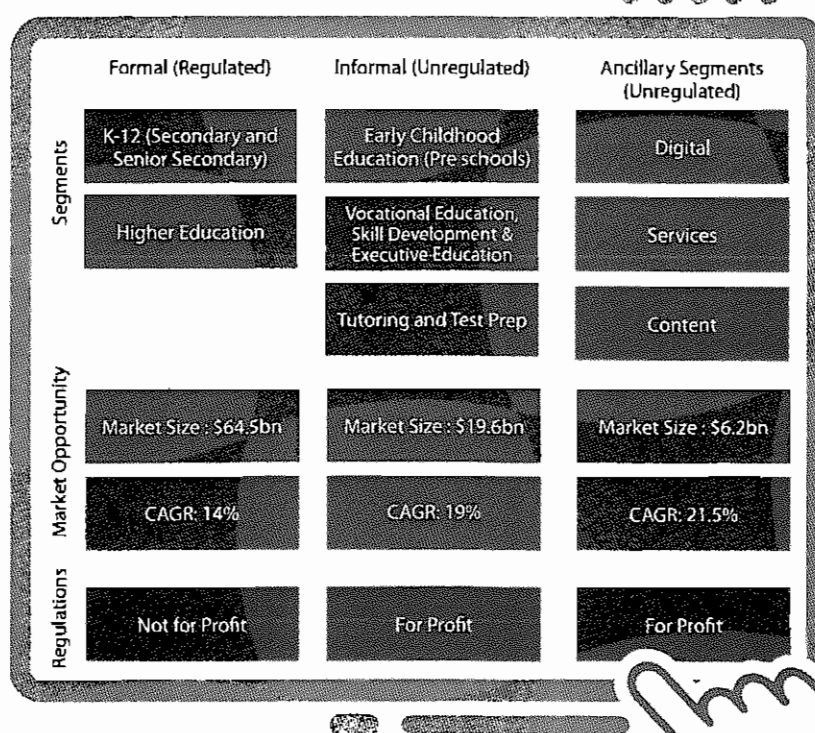 Formal (Regulated)
Informal (Unregulated)
Ancillary Segments
(Unregulated)
Segments
K-12 (Secondary and
Senior Secondary)
Early Childhood
Education (Pre schools)
Digital
Higher Education
Vocational Education,
Skill Development &
Executive Education
Services
Tutoring and Test Prep
Content
Market Opportunity
Market Size : $64.5bn
Market Size : $19.6bn
Market Size : $6.2bn
CAGR: 14%
CAGR: 19%
CAGR: 21.5%
Regulations
Not for Profit
For Profit
For Profit